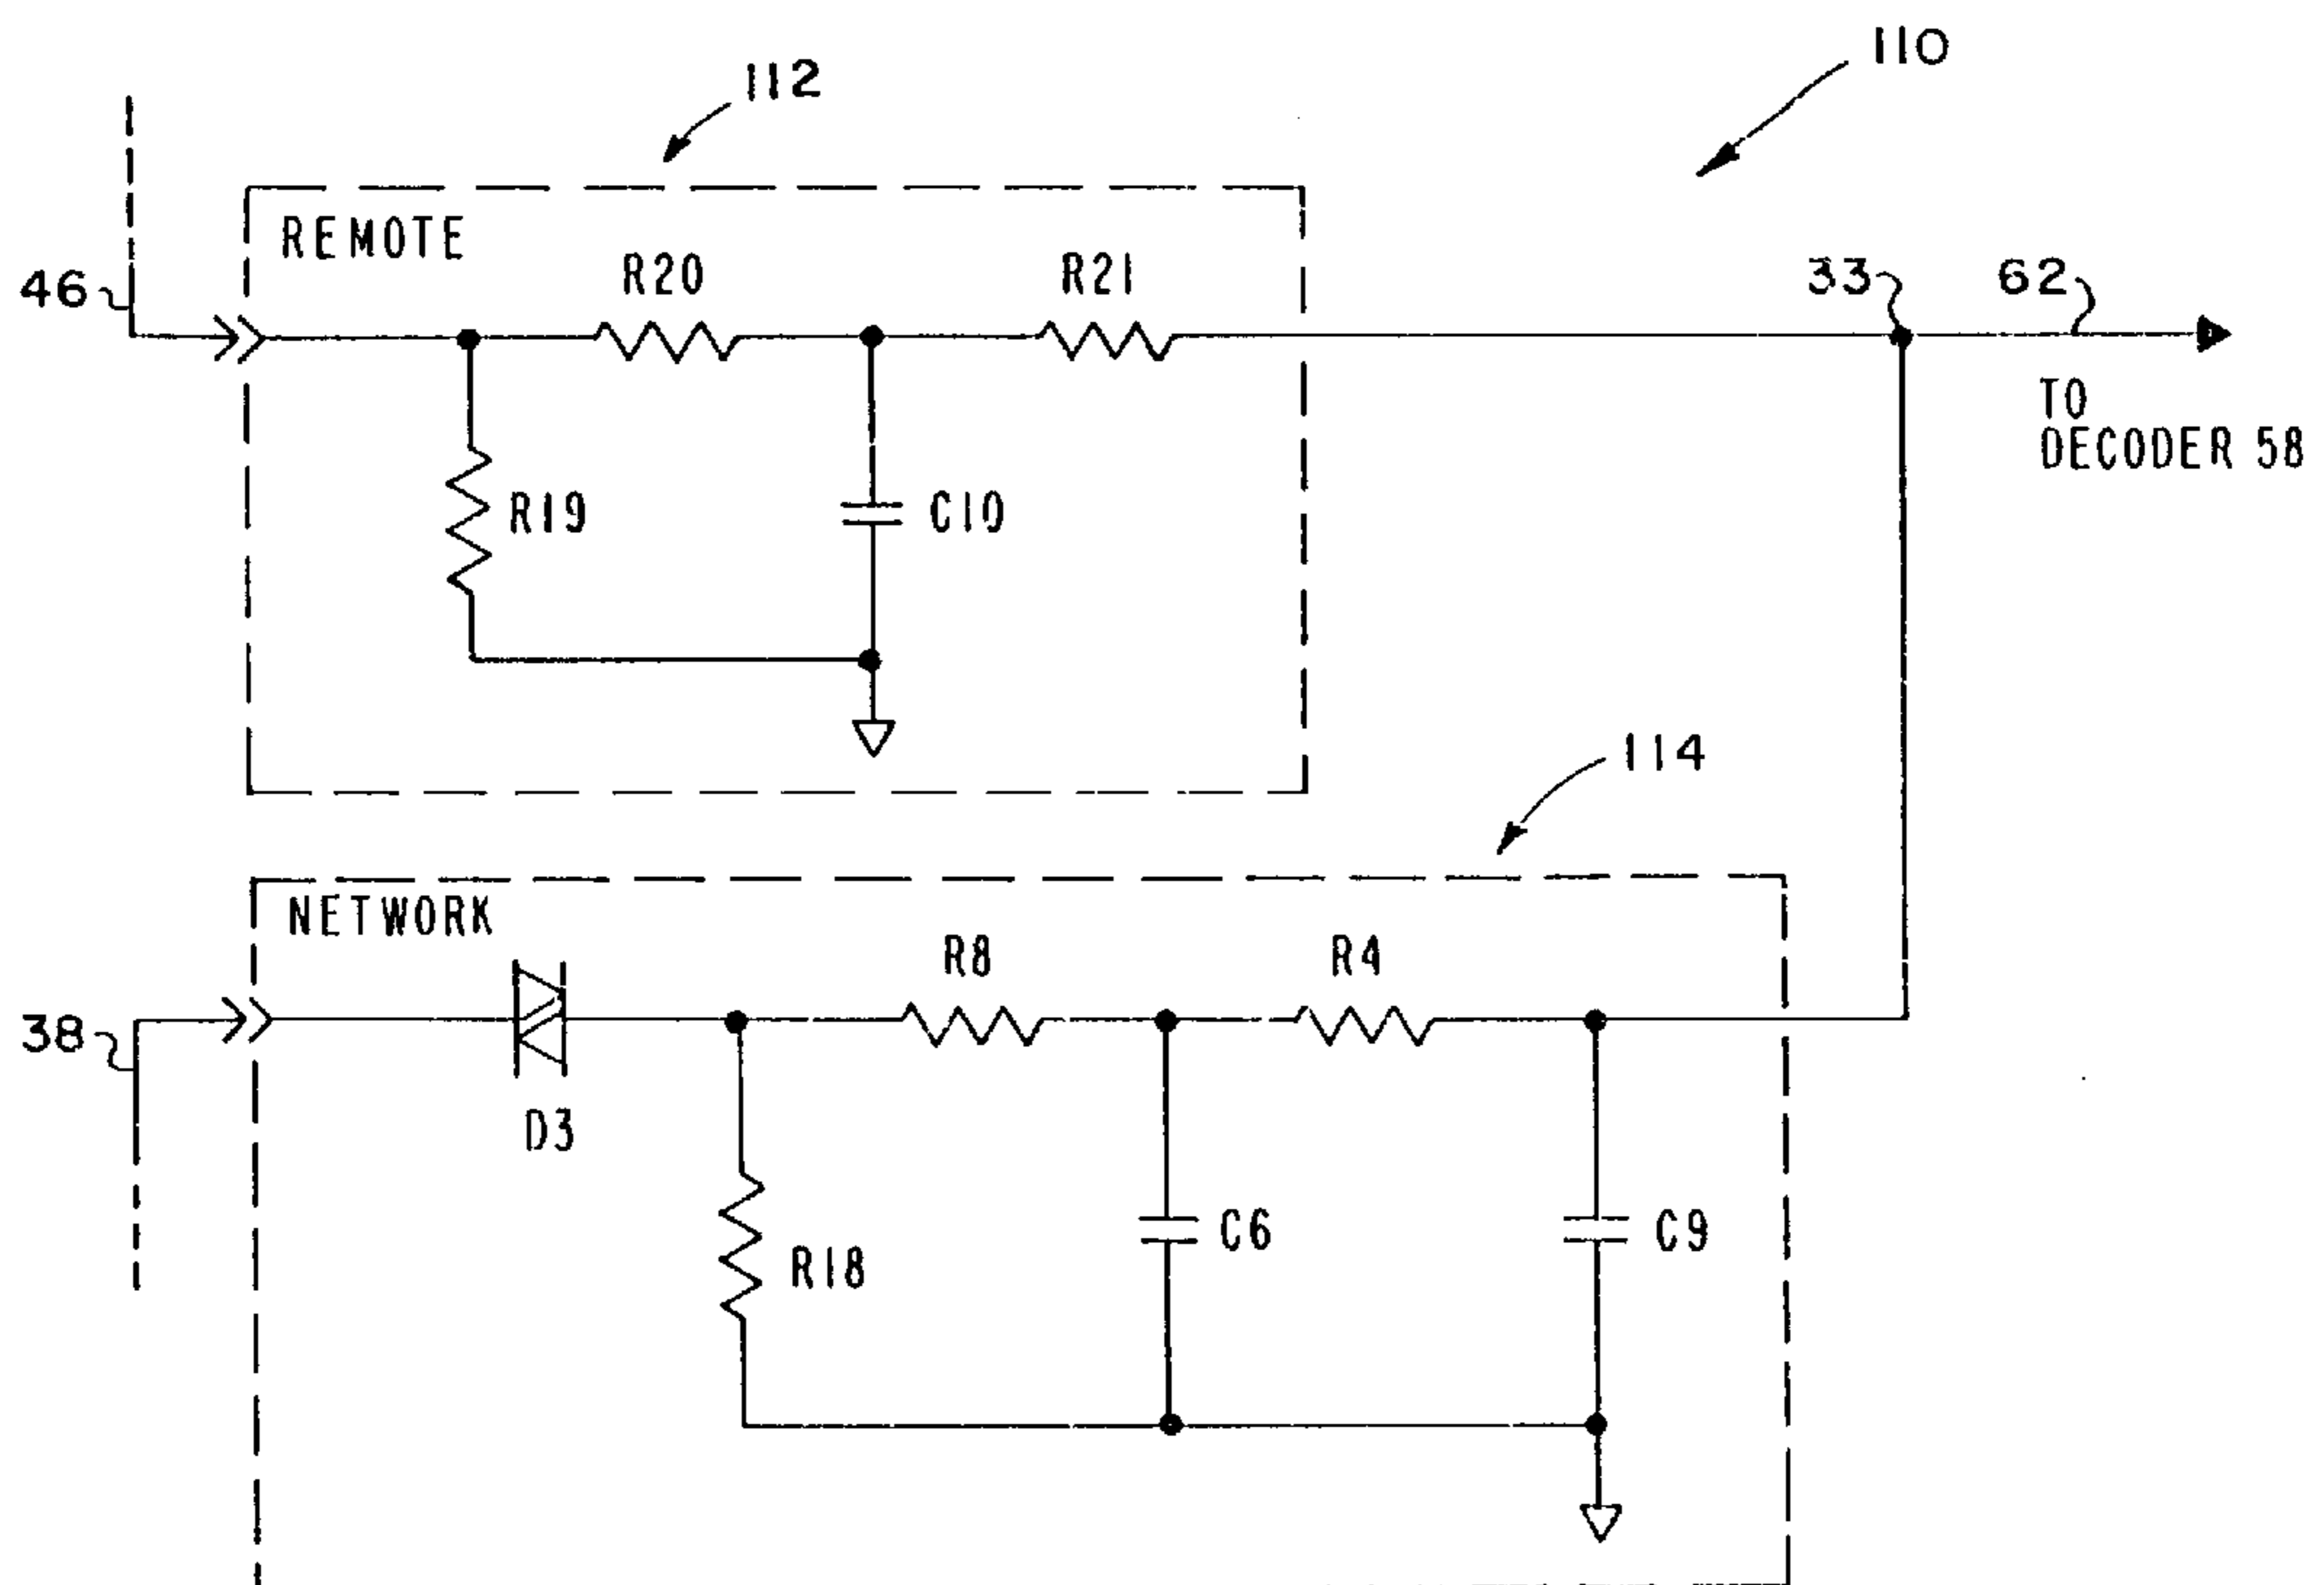 110
112
REMOTE
46
R20
R21
33
62
TO
DECODER 58
R19
C10
114
NETWORK
R8
R4
38
D3
R18
C6
C9